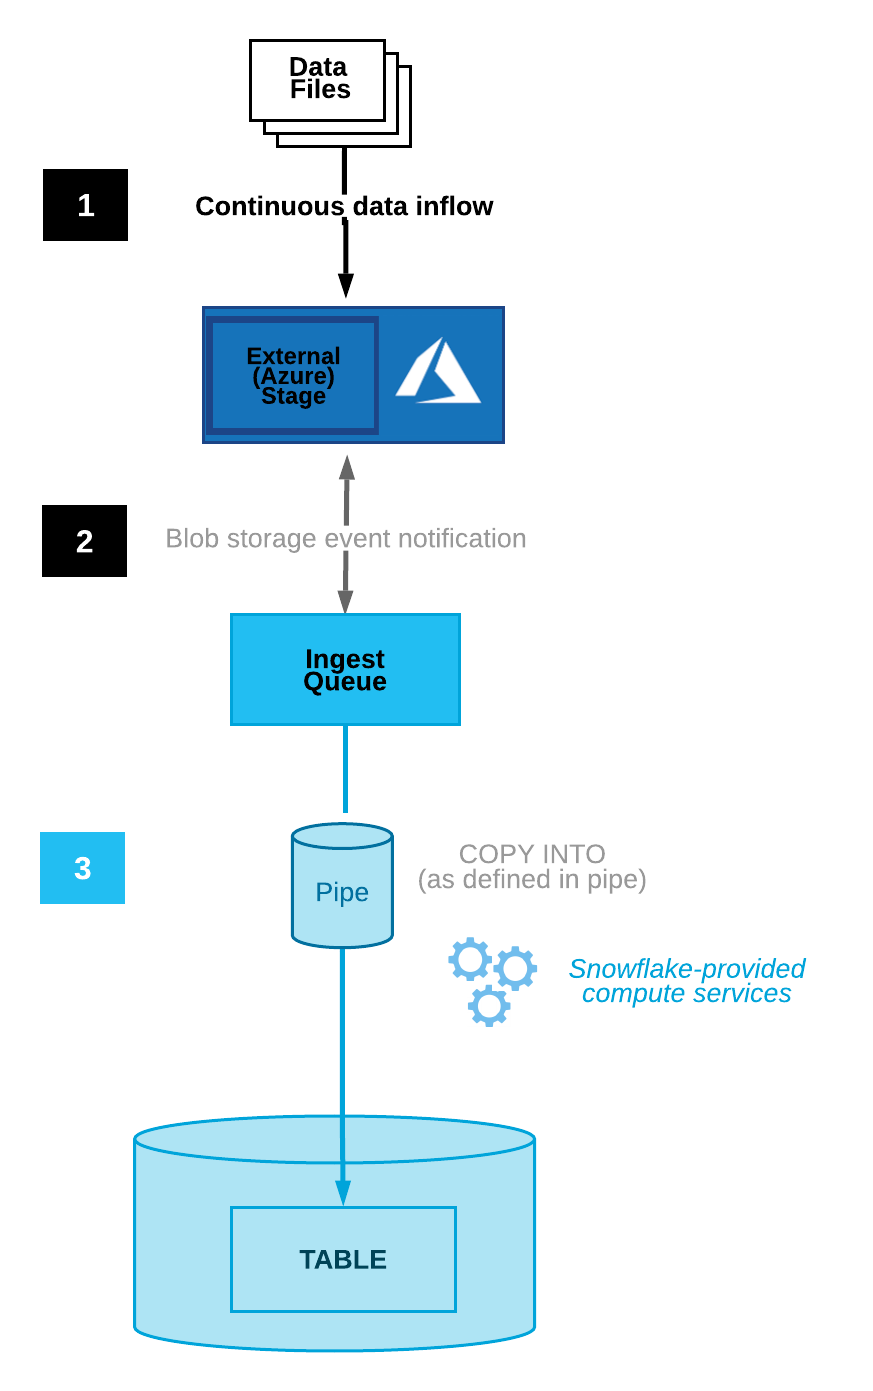 Data
Files
1
Continuous data inflow
External
(Azure)
Stage
2
Blob storage event notification
Ingest
Queue
3
Pipe
COPY INTO
(as defined in pipe)
Snowflake-provided
compute services
TABLE